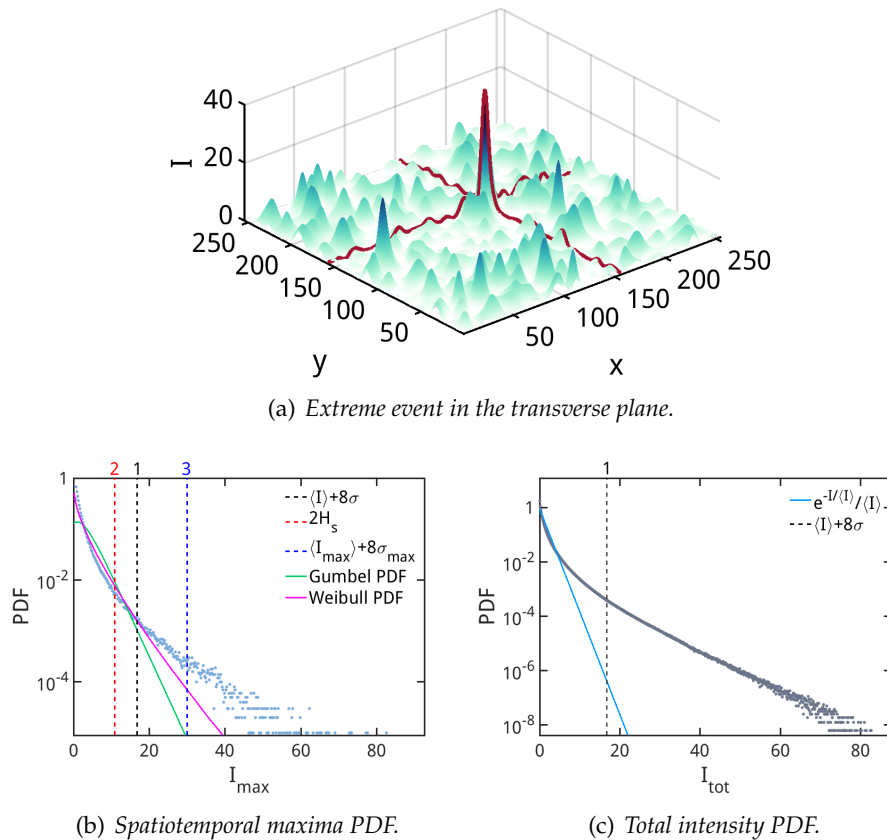 40
20
0
I
250
200
150
100
50
y
50
100
150
200
250
x
(a) Extreme event in the transverse plane.
2 1 3
1
10^-2
10^-4
PDF
⟨I⟩+8σ
2H_s
⟨I_max⟩+8σ_max
Gumbel PDF
Weibull PDF
0 20 40 60 80
I_max
(b) Spatiotemporal maxima PDF.
1
1
10^-2
10^-4
10^-6
10^-8
PDF
e^-I/⟨I⟩/⟨I⟩
⟨I⟩+8σ
0 20 40 60 80
I_tot
(c) Total intensity PDF.